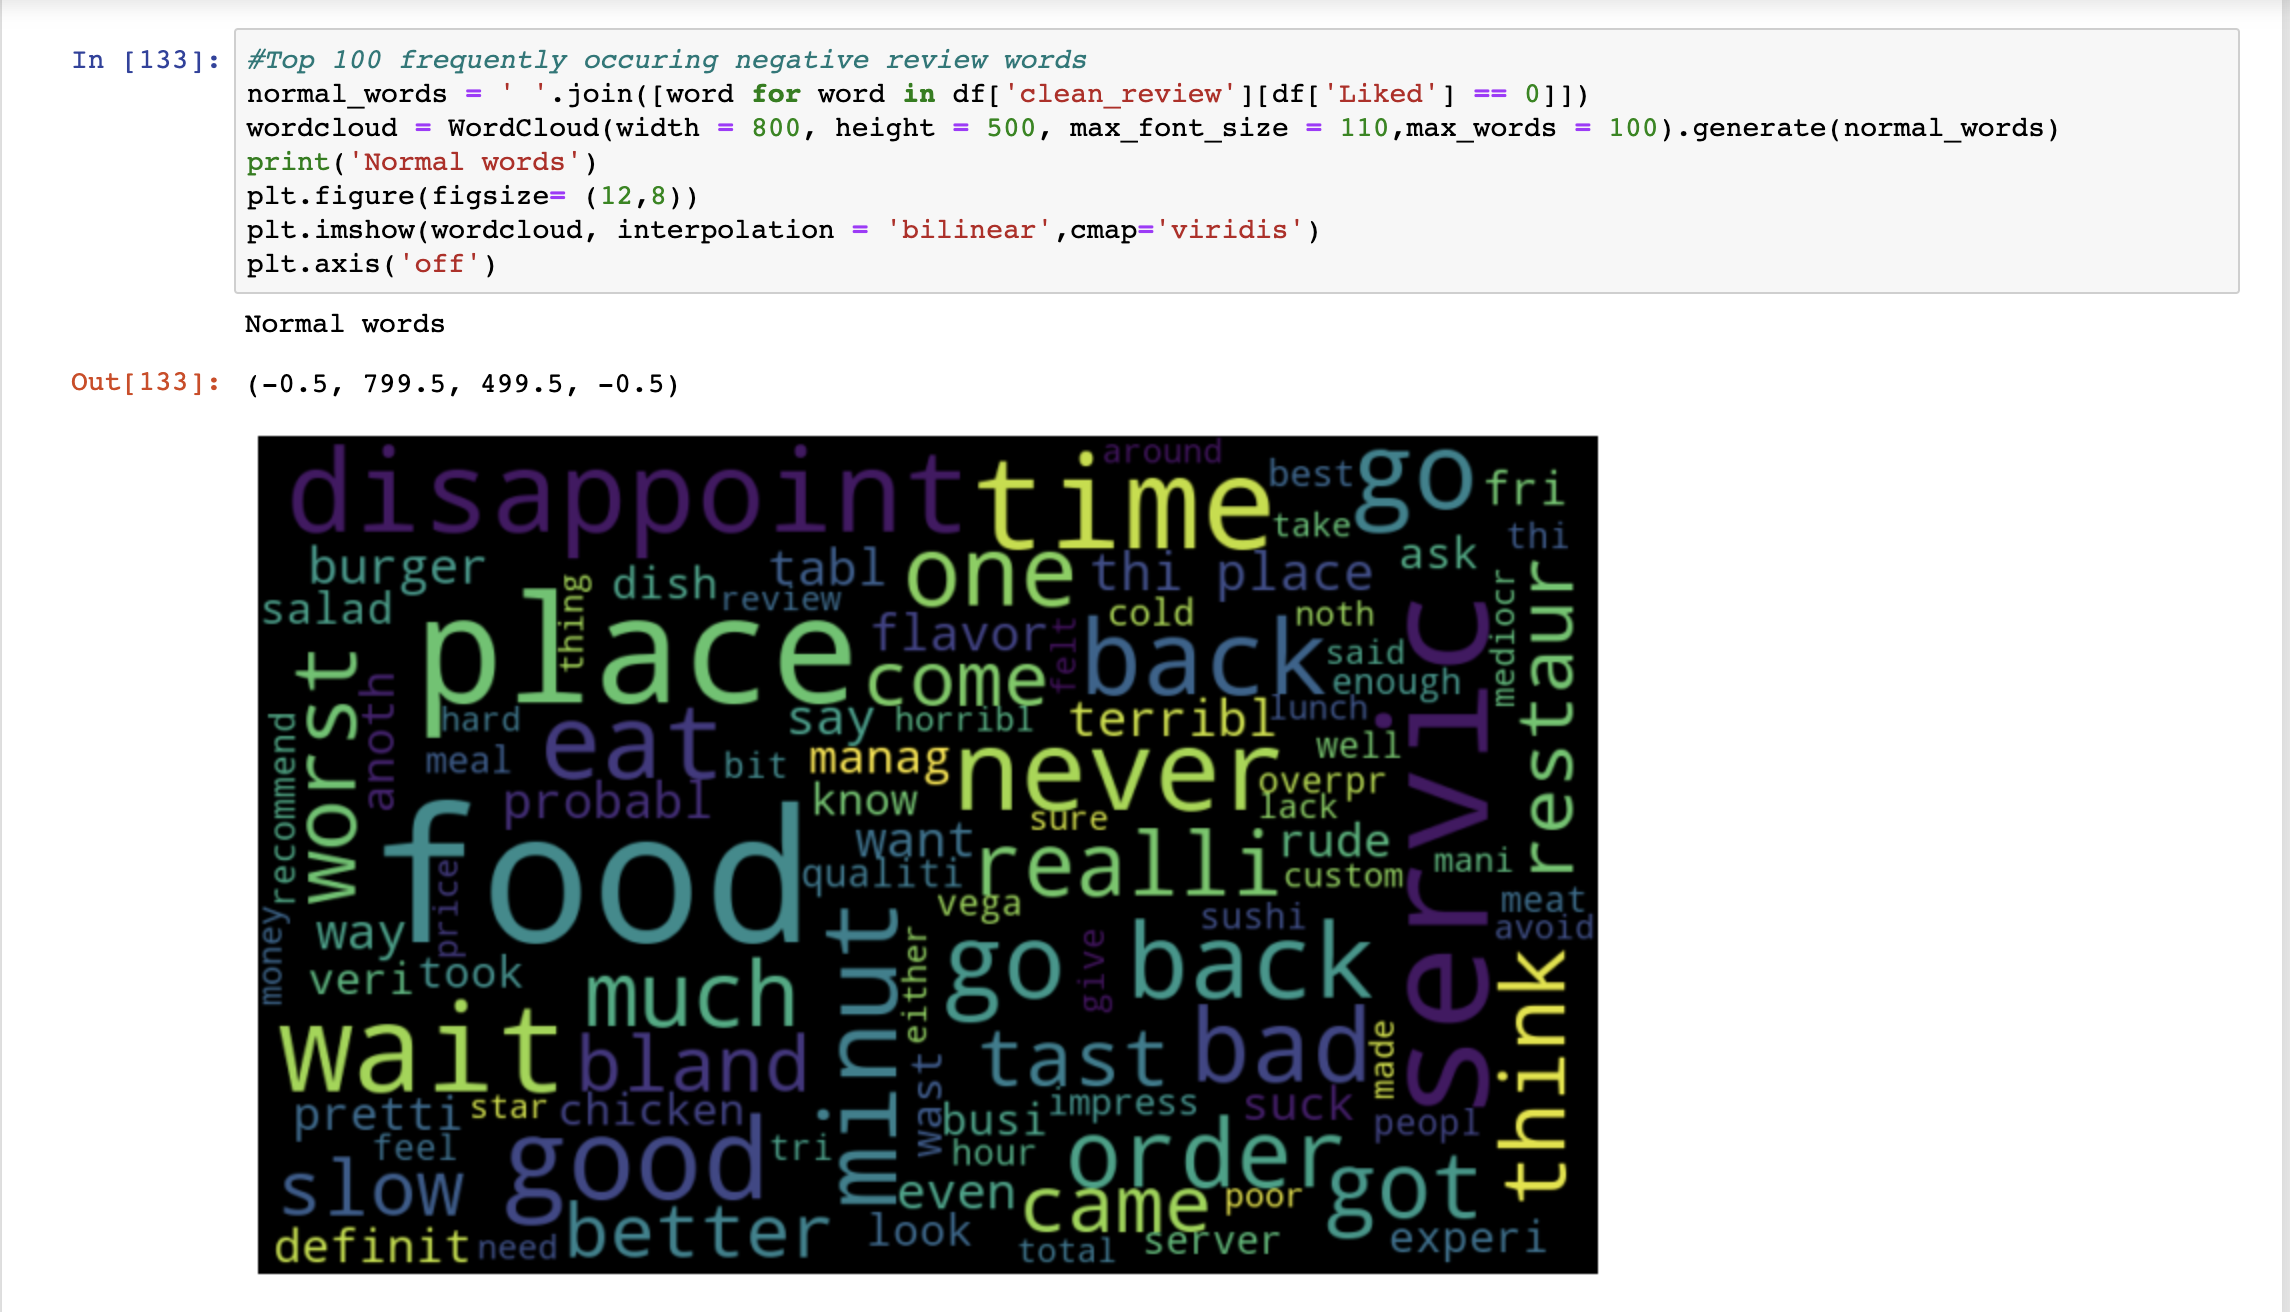 In [133]:
#Top 100 frequently occuring negative review words
normal_words = ' '.join([word for word in df['clean_review'][df['Liked'] == 0]])
wordcloud = WordCloud(width = 800, height = 500, max_font_size = 110,max_words = 100).generate(normal_words)
print('Normal words')
plt.figure(figsize= (12,8))
plt.imshow(wordcloud, interpolation = 'bilinear',cmap='viridis')
plt.axis('off')
Normal words
Out[133]: (-0.5, 799.5, 499.5, -0.5)
disappoint
time
around
best
go
fri
take
thi
burger
dish
tabl
one
thi place
ask
salad
thing
review
flavor
cold
noth
place
come
felt
back
said
enough
mediocr
restaur
servic
worst
anoth
recommend
hard
eat
say
horribl
terribl
lunch
meal
bit
manag
never
well
overpr
probabl
know
sure
lack
food
want
realli
rude
qualiti
custom
mani
price
vega
sushi
meat
avoid
money
way
veri
took
much
minut
either
go back
give
think
wait
bland
wast
tast
bad
made
pretti
star
chicken
busi
impress
suck
peopl
feel
good
tri
hour
order
slow
even
came
poor
got
definit
need
better
look
total
server
experi